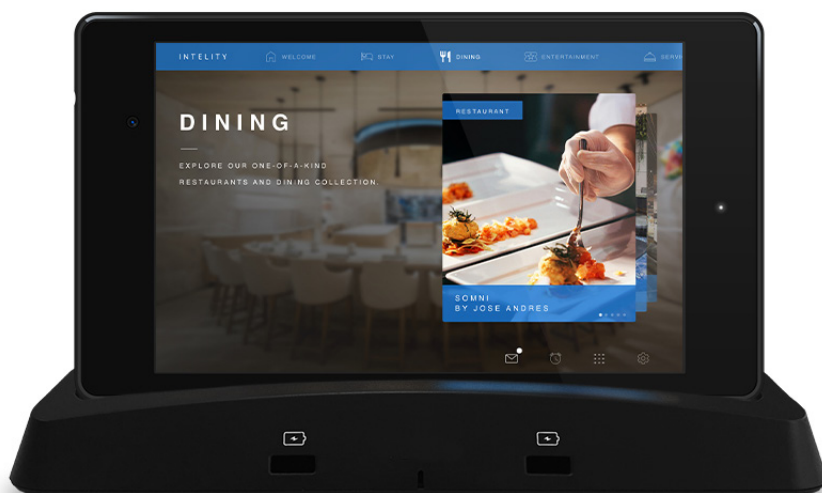 INTELITY
WELCOME
STAY
DINING
ENTERTAINMENT
SERVI
DINING
EXPLORE OUR ONE-OF-A-KIND
RESTAURANTS AND DINING COLLECTION.
RESTAURANT
SOMNI
BY JOSE ANDRES